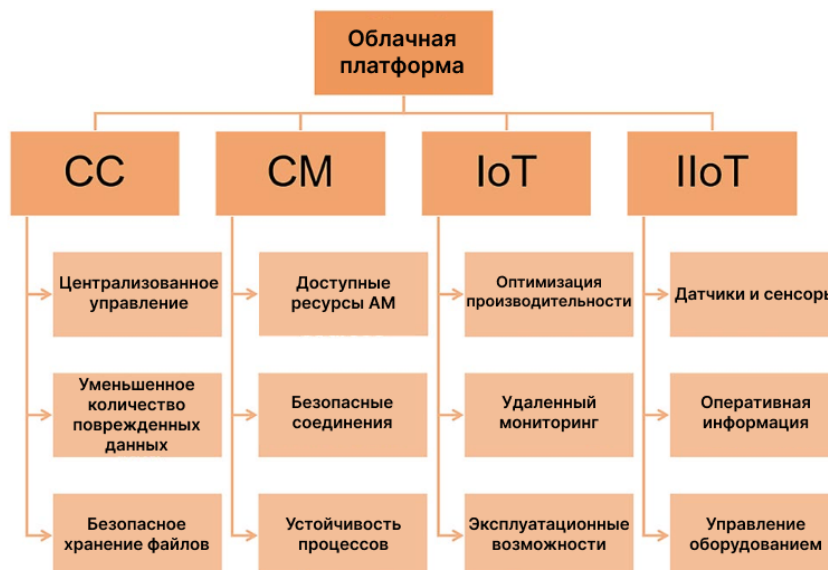 Облачная
платформа
CC
CM
IoT
IIoT
Централизованное
управление
Доступные
ресурсы АМ
Оптимизация
производительности
Датчики и сенсоры
Уменьшенное
количество
поврежденных
данных
Безопасные
соединения
Удаленный
мониторинг
Оперативная
информация
Безопасное
хранение файлов
Устойчивость
процессов
Эксплуатационные
возможности
Управление
оборудованием